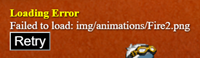 Loading Error
Failed to load: img/animations/Fire2.png
Retry